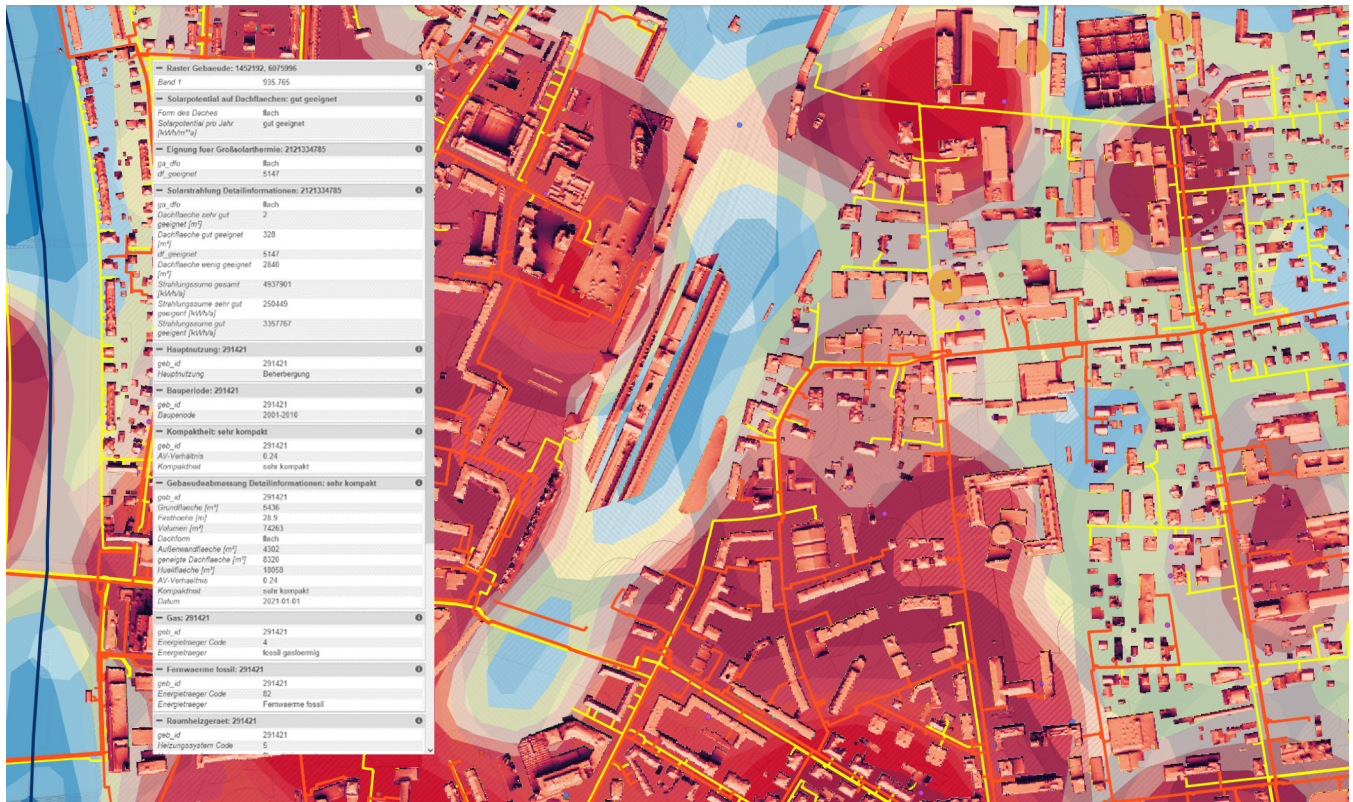 − Raster Gebaeude: 1452192, 6075996
Band 1 935.765
− Solarpotential auf Dachflaechen: gut geeignet
Form des Daches flach
Solarpotential pro Jahr gut geeignet
[kWh/m²*a]
− Eignung fuer Großsolarthermie: 2121334785
ga_dfo flach
df_geeignet 5147
− Solarstrahlung Detailinformationen: 2121334785
ga_dfo flach
Dachflaeche sehr gut 2
geeignet [m²]
Dachflaeche gut geeignet 328
[m²]
df_geeignet 5147
Dachflaeche wenig geeignet 2840
[m²]
Strahlungssume gesamt 4937901
[kWh/a]
Strahlungssume sehr gut 250449
geeigent [kWh/a]
Strahlungssume gut 3357767
geeigent [kWh/a]
− Hauptnutzung: 291421
geb_id 291421
Hauptnutzung Beherbergung
− Bauperiode: 291421
geb_id 291421
Bauperiode 2001-2010
− Kompaktheit: sehr kompakt
geb_id 291421
AV-Verhältnis 0.24
Kompaktheit sehr kompakt
− Gebaeudeabmessung Detailinformationen: sehr kompakt
geb_id 291421
Grundflaeche [m²] 5436
Firsthoehe [m] 28.9
Volumen [m³] 74263
Dachform flach
Außenwandflaeche [m²] 4302
geneigte Dachflaeche [m²] 8320
Huellflaeche [m²] 18058
AV-Verhaeltnis 0.24
Kompaktheit sehr kompakt
Datum 2021-01-01
− Gas: 291421
geb_id 291421
Energietraeger Code 4
Energietraeger fossil gasfoermig
− Fernwaerme fossil: 291421
geb_id 291421
Energietraeger Code 82
Energietraeger Fernwaerme fossil
− Raumheizgeraet: 291421
geb_id 291421
Heizungssystem Code 5